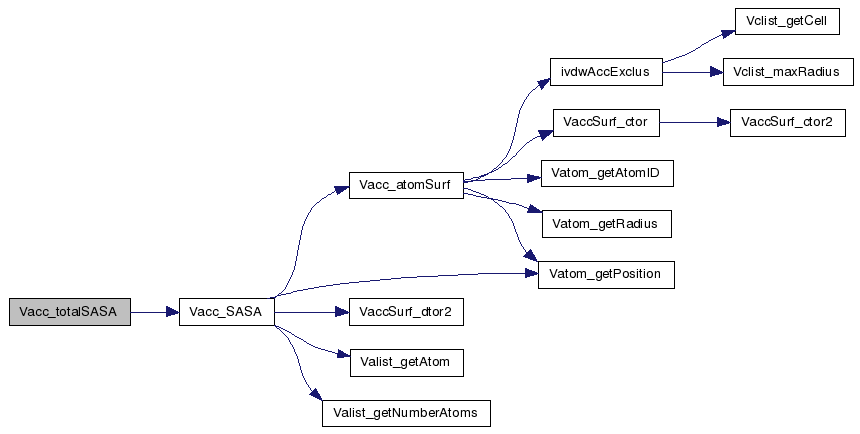 Vclist_getCell
ivdwAccExclus
Vclist_maxRadius
VaccSurf_ctor
VaccSurf_ctor2
Vacc_atomSurf
Vatom_getAtomID
Vatom_getRadius
Vatom_getPosition
Vacc_totalSASA
Vacc_SASA
VaccSurf_dtor2
Valist_getAtom
Valist_getNumberAtoms